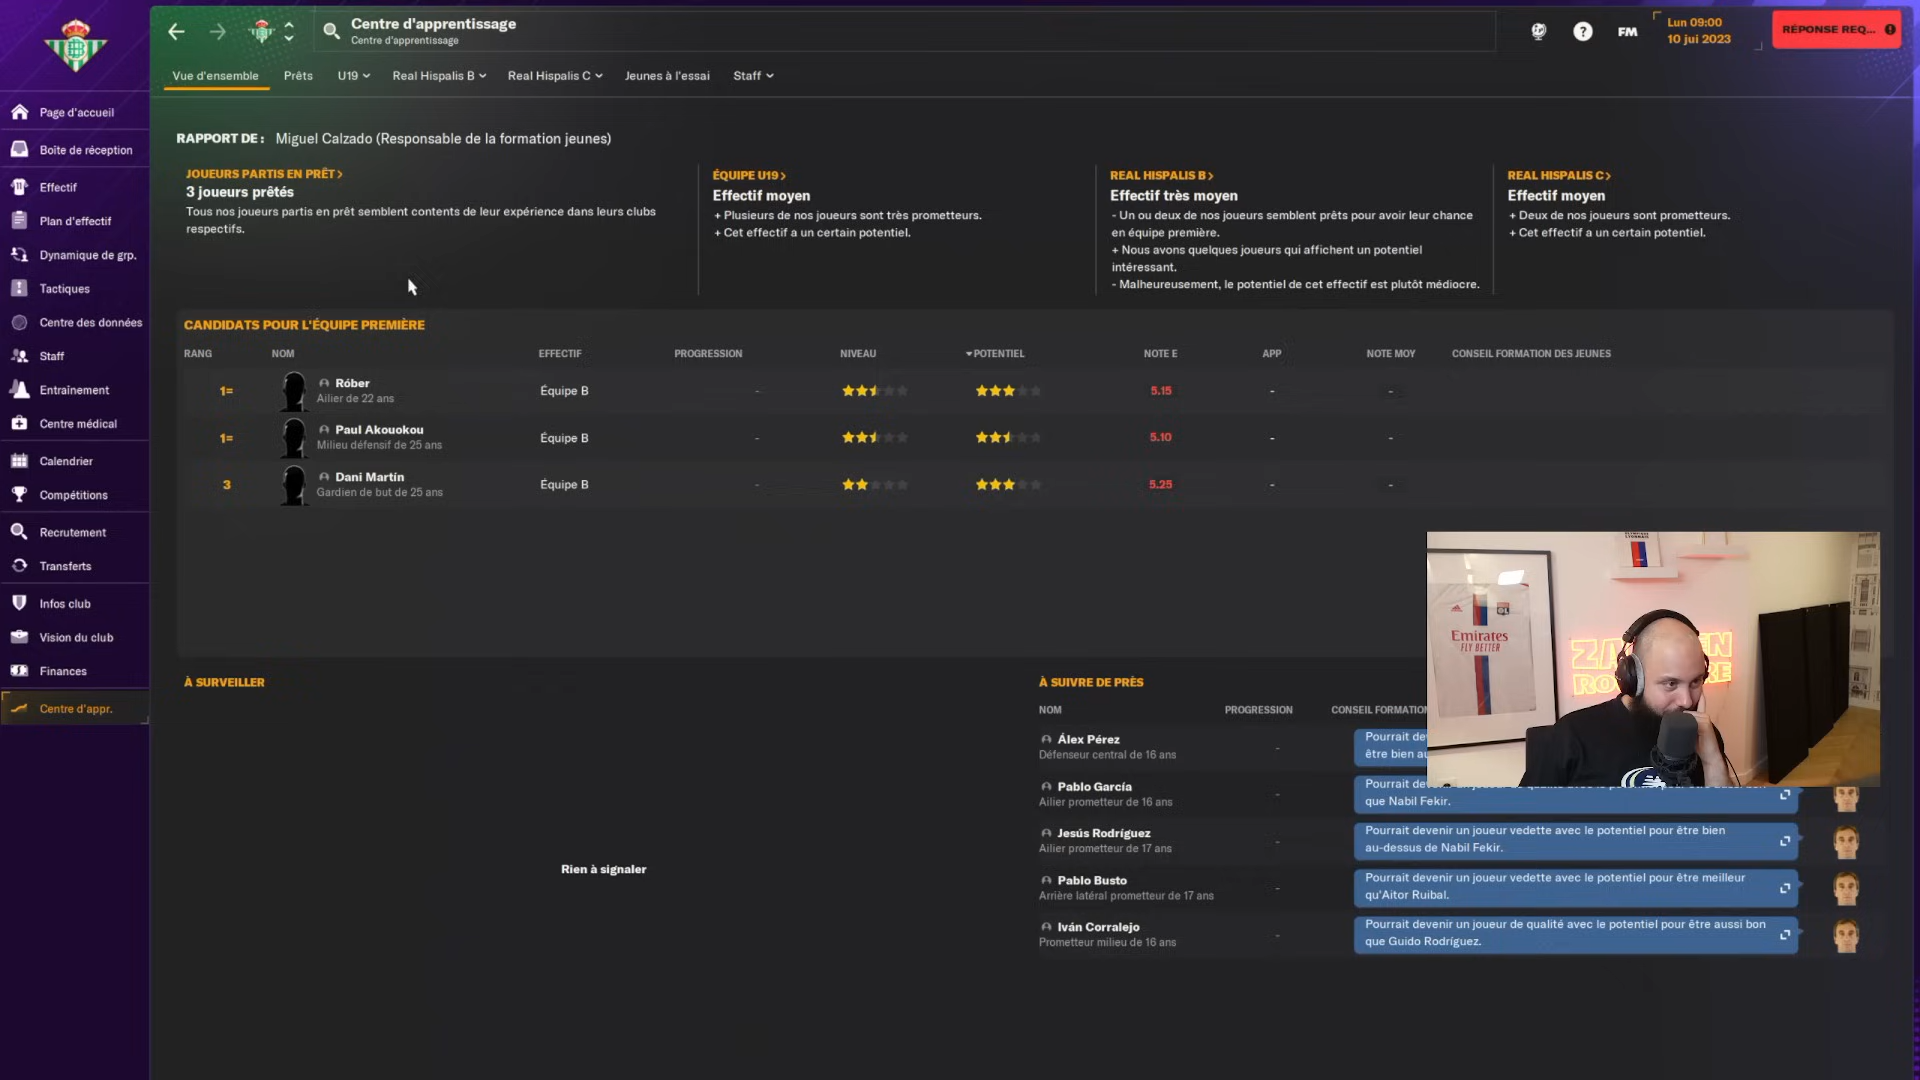 Centre d'apprentissage
Centre d'apprentissage
FM
Lun 09:00
10 jui 2023
RÉPONSE REQ...
Vue d'ensemble
Prêts
U19
Real Hispalis B
Real Hispalis C
Jeunes à l'essai
Staff
Page d'accueil
Boîte de réception
Effectif
Plan d'effectif
Dynamique de grp.
Tactiques
Centre des données
Staff
Entraînement
Centre médical
Calendrier
Compétitions
Recrutement
Transferts
Infos club
Vision du club
Finances
Centre d'appr.
RAPPORT DE : Miguel Calzado (Responsable de la formation jeunes)
JOUEURS PARTIS EN PRÊT >
3 joueurs prêtés
Tous nos joueurs partis en prêt semblent contents de leur expérience dans leurs clubs
respectifs.
ÉQUIPE U19 >
Effectif moyen
+ Plusieurs de nos joueurs sont très prometteurs.
+ Cet effectif a un certain potentiel.
REAL HISPALIS B >
Effectif très moyen
- Un ou deux de nos joueurs semblent prêts pour avoir leur chance
en équipe première.
+ Nous avons quelques joueurs qui affichent un potentiel
intéressant.
- Malheureusement, le potentiel de cet effectif est plutôt médiocre.
REAL HISPALIS C >
Effectif moyen
+ Deux de nos joueurs sont prometteurs.
+ Cet effectif a un certain potentiel.
CANDIDATS POUR L'ÉQUIPE PREMIÈRE
RANG NOM EFFECTIF PROGRESSION NIVEAU POTENTIEL NOTE E APP NOTE MOY CONSEIL FORMATION DES JEUNES
1= Róber Équipe B - 5.15 - -
Ailier de 22 ans
1= Paul Akouokou Équipe B - 5.10 - -
Milieu défensif de 25 ans
3 Dani Martín Équipe B - 5.25 - -
Gardien de but de 25 ans
À SURVEILLER
Rien à signaler
À SUIVRE DE PRÈS
NOM PROGRESSION CONSEIL FORMATION
Álex Pérez
Défenseur central de 16 ans
-
Pourrait de
être bien au
Pablo García
Ailier prometteur de 16 ans
-
Pourrait
que Nabil Fekir.
Jesús Rodríguez
Ailier prometteur de 17 ans
-
Pourrait devenir un joueur vedette avec le potentiel pour être bien
au-dessus de Nabil Fekir.
Pablo Busto
Arrière latéral prometteur de 17 ans
-
Pourrait devenir un joueur vedette avec le potentiel pour être meilleur
qu'Aitor Ruibal.
Iván Corralejo
Prometteur milieu de 16 ans
-
Pourrait devenir un joueur de qualité avec le potentiel pour être aussi bon
que Guido Rodríguez.
Emirates
FLY BETTER
OL